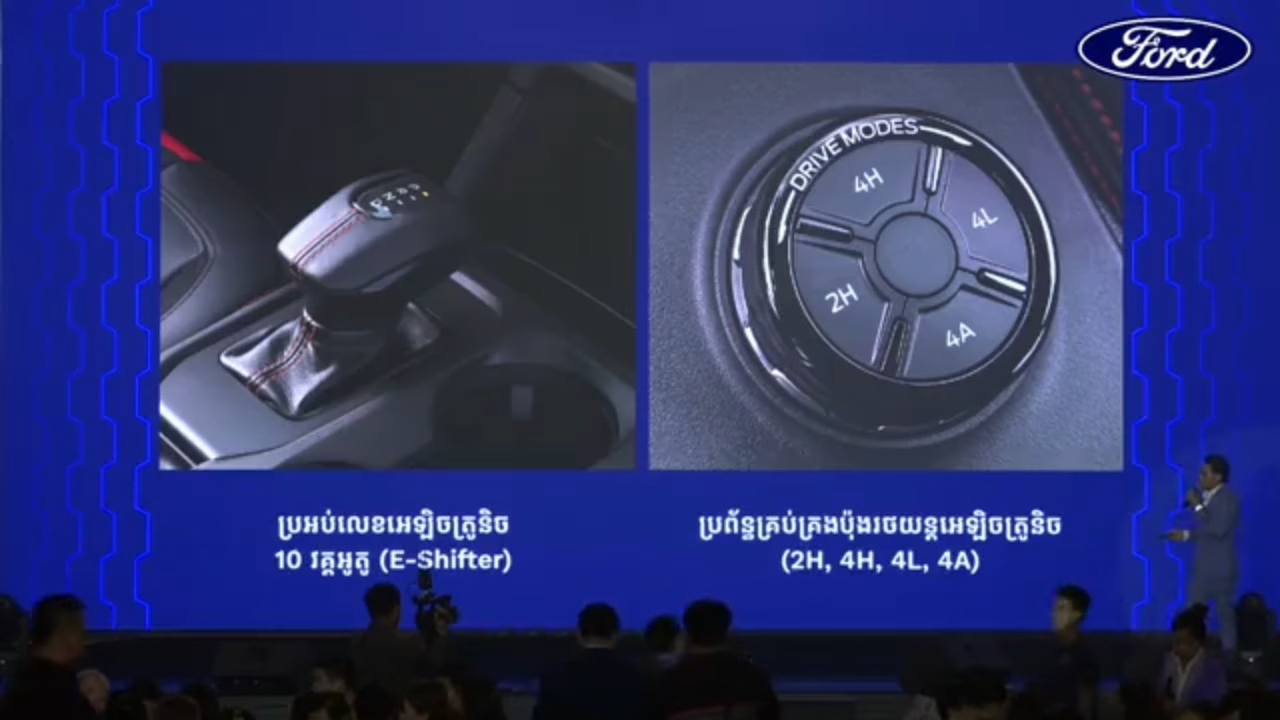 Ford
DRIVE MODES
4H
4L
2H
4A
ប្រអប់លេខអេឡិចត្រូនិច
10 វគ្គអូតូ (E-Shifter)
ប្រព័ន្ធគ្រប់គ្រងប៉ុងរថយន្តអេឡិចត្រូនិច
(2H, 4H, 4L, 4A)